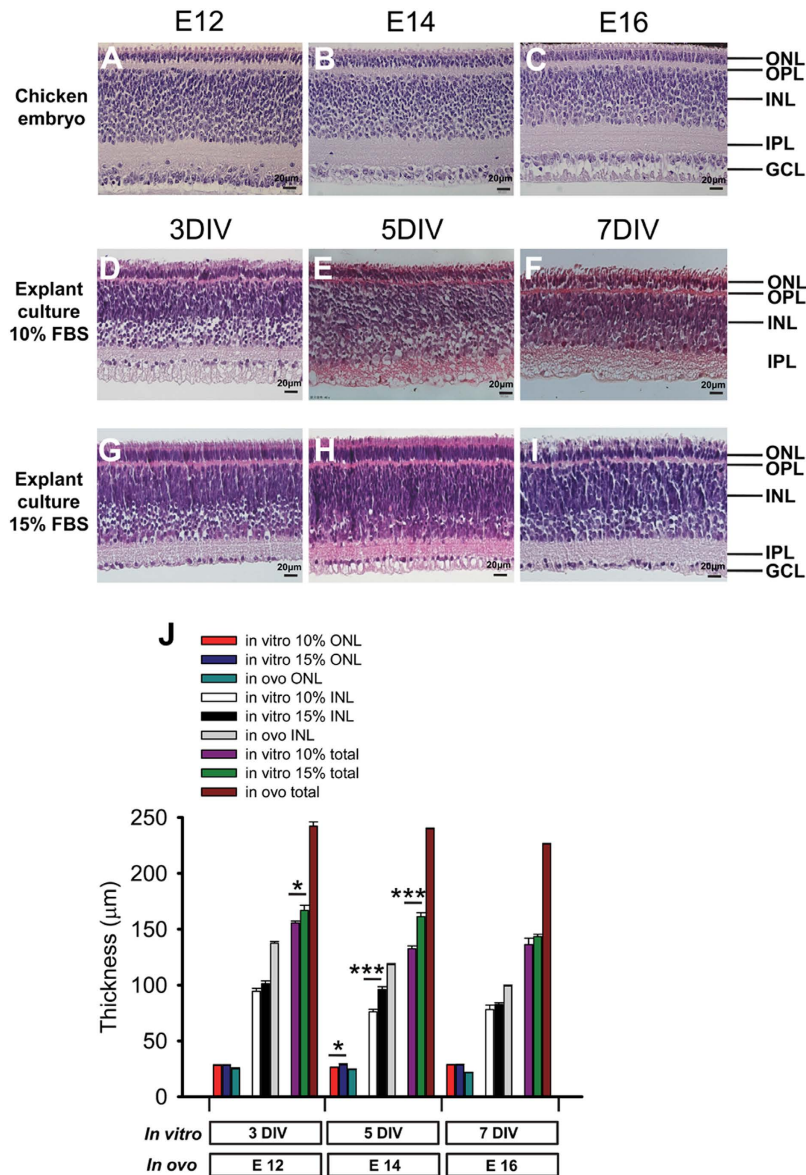 E12 E14 E16
A B C
Chicken
embryo
ONL
OPL
INL
IPL
GCL
20μm 20μm 20μm
3DIV 5DIV 7DIV
D E F
Explant
culture
10% FBS
ONL
OPL
INL
IPL
20μm 20μm 20μm
G H I
Explant
culture
15% FBS
ONL
OPL
INL
IPL
GCL
20μm 20μm 20μm
J
in vitro 10% ONL
in vitro 15% ONL
in ovo ONL
in vitro 10% INL
in vitro 15% INL
in ovo INL
in vitro 10% total
in vitro 15% total
in ovo total
Thickness (μm)
250
200
150
100
50
0
* 
* *** ***
In vitro 3 DIV 5 DIV 7 DIV
In ovo E 12 E 14 E 16